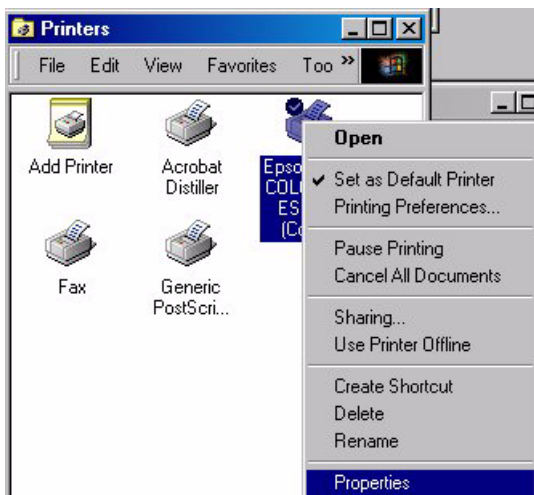 Printers
File Edit View Favorites Too »
Add Printer
Acrobat
Distiller
Epso
COL
ES
(Co
Fax
Generic
PostScri...
Open
Set as Default Printer
Printing Preferences...
Pause Printing
Cancel All Documents
Sharing...
Use Printer Offline
Create Shortcut
Delete
Rename
Properties